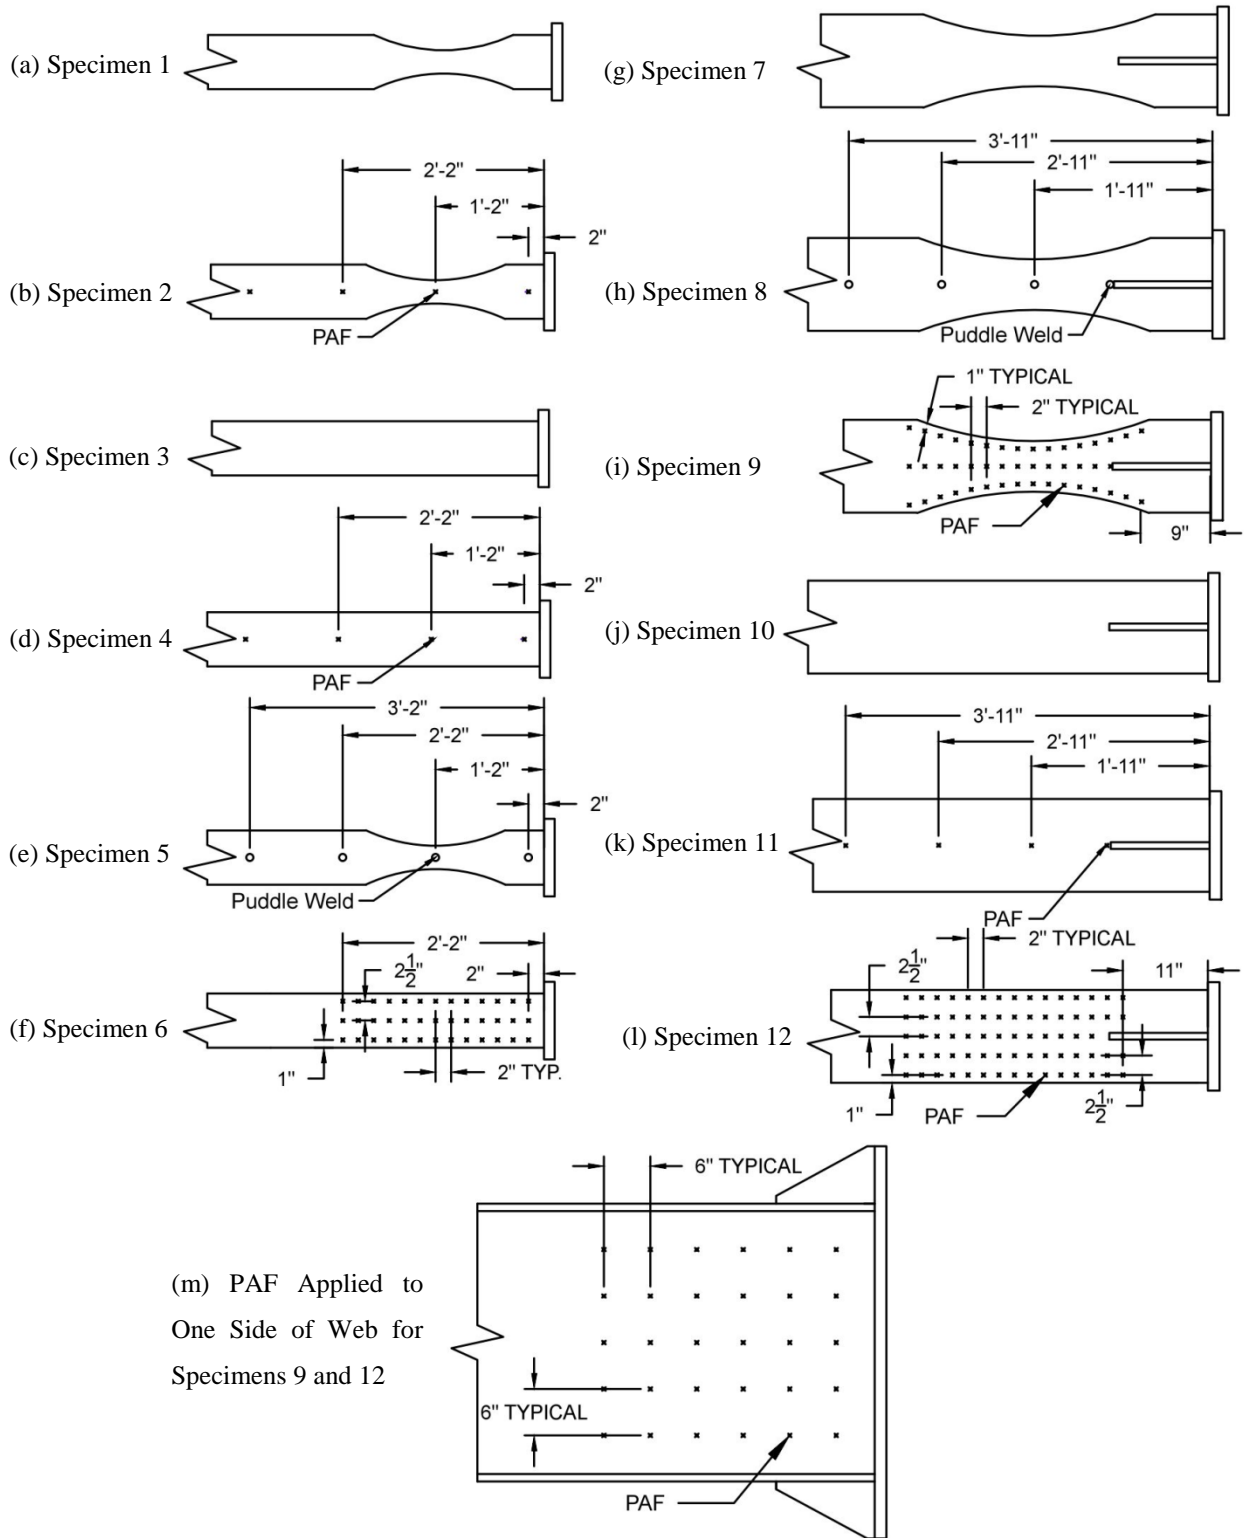 (a) Specimen 1
(b) Specimen 2
2'-2"
1'-2"
2"
PAF
(c) Specimen 3
(d) Specimen 4
2'-2"
1'-2"
2"
PAF
(e) Specimen 5
3'-2"
2'-2"
1'-2"
2"
Puddle Weld
(f) Specimen 6
2'-2"
2 1/2"
2"
1"
2" TYP.
(g) Specimen 7
(h) Specimen 8
3'-11"
2'-11"
1'-11"
Puddle Weld
(i) Specimen 9
1" TYPICAL
2" TYPICAL
PAF
9"
(j) Specimen 10
(k) Specimen 11
3'-11"
2'-11"
1'-11"
PAF
(l) Specimen 12
2" TYPICAL
2 1/2"
11"
1"
PAF
2 1/2"
(m) PAF Applied to
One Side of Web for
Specimens 9 and 12
6" TYPICAL
6" TYPICAL
PAF